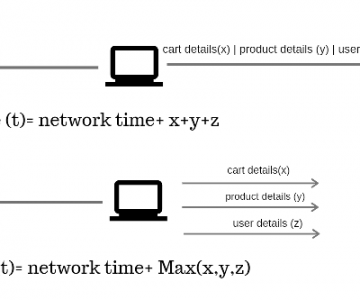 cart details(x) | product details (y) | user
(t)= network time+ x+y+z
cart details(x)
product details (y)
user details (z)
t)= network time+ Max(x,y,z)